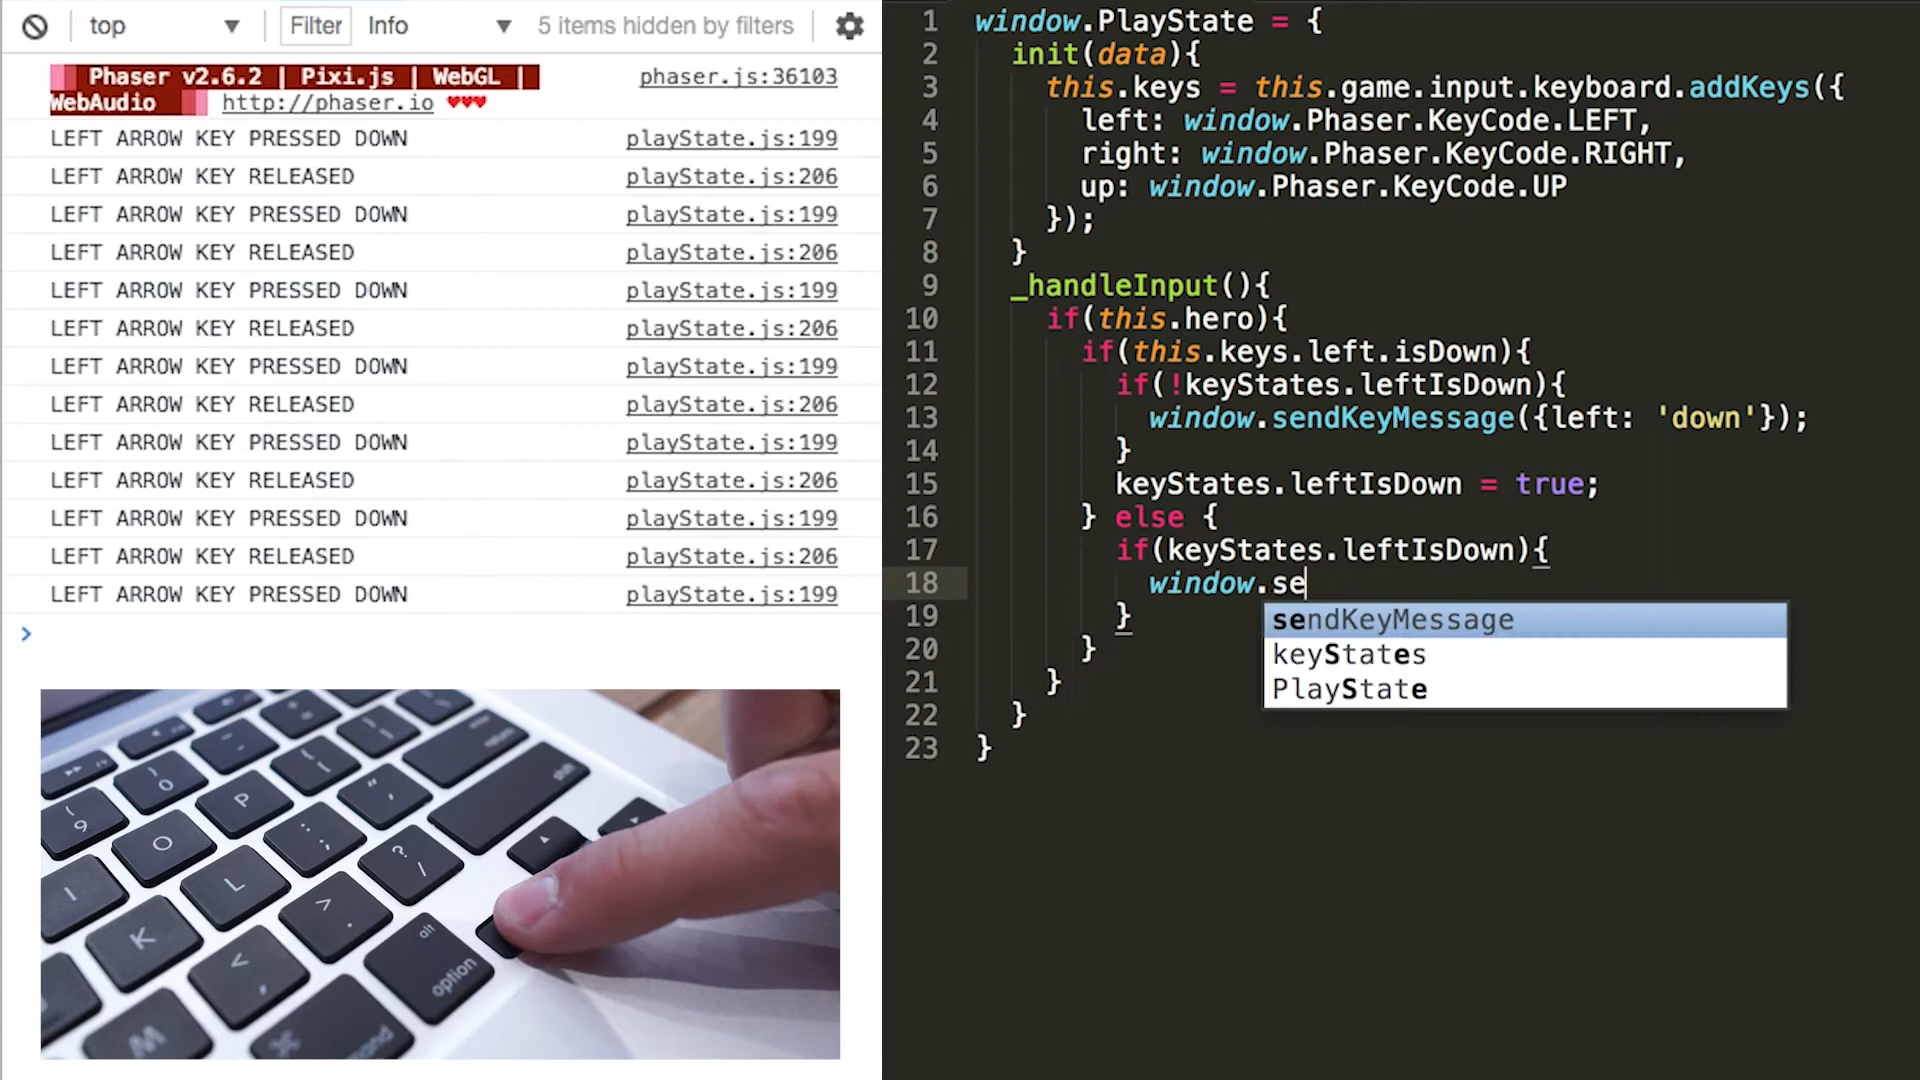 top Filter Info 5 items hidden by filters
Phaser v2.6.2 | Pixi.js | WebGL | phaser.js:36103
WebAudio http://phaser.io ♥♥♥
LEFT ARROW KEY PRESSED DOWN playState.js:199
LEFT ARROW KEY RELEASED playState.js:206
LEFT ARROW KEY PRESSED DOWN playState.js:199
LEFT ARROW KEY RELEASED playState.js:206
LEFT ARROW KEY PRESSED DOWN playState.js:199
LEFT ARROW KEY RELEASED playState.js:206
LEFT ARROW KEY PRESSED DOWN playState.js:199
LEFT ARROW KEY RELEASED playState.js:206
LEFT ARROW KEY PRESSED DOWN playState.js:199
LEFT ARROW KEY RELEASED playState.js:206
LEFT ARROW KEY PRESSED DOWN playState.js:199
LEFT ARROW KEY RELEASED playState.js:206
LEFT ARROW KEY PRESSED DOWN playState.js:199
>
return
shift
P
O
L
I
K
M
alt
option
9
0
? /
> .
< ,
: ;
" '
1 window.PlayState = {
2 init(data){
3 this.keys = this.game.input.keyboard.addKeys({
4 left: window.Phaser.KeyCode.LEFT,
5 right: window.Phaser.KeyCode.RIGHT,
6 up: window.Phaser.KeyCode.UP
7 });
8 }
9 _handleInput(){
10 if(this.hero){
11 if(this.keys.left.isDown){
12 if(!keyStates.leftIsDown){
13 window.sendKeyMessage({left: 'down'});
14 }
15 keyStates.leftIsDown = true;
16 } else {
17 if(keyStates.leftIsDown){
18 window.se
19 }
20 }
21 }
22 }
23 }
sendKeyMessage
keyStates
PlayState